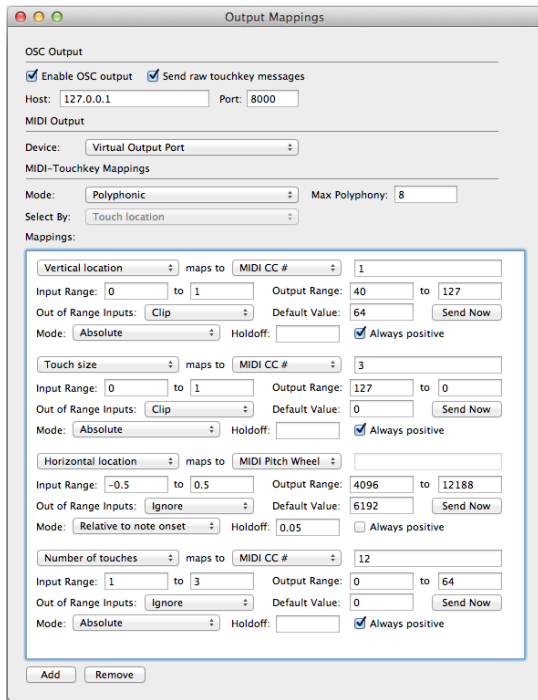 Output Mappings
OSC Output
Enable OSC output Send raw touchkey messages
Host: 127.0.0.1 Port: 8000
MIDI Output
Device: Virtual Output Port
MIDI-Touchkey Mappings
Mode: Polyphonic Max Polyphony: 8
Select By: Touch location
Mappings:
Vertical location maps to MIDI CC # 1
Input Range: 0 to 1 Output Range: 40 to 127
Out of Range Inputs: Clip Default Value: 64 Send Now
Mode: Absolute Holdoff: Always positive
Touch size maps to MIDI CC # 3
Input Range: 0 to 1 Output Range: 127 to 0
Out of Range Inputs: Clip Default Value: 0 Send Now
Mode: Absolute Holdoff: Always positive
Horizontal location maps to MIDI Pitch Wheel
Input Range: -0.5 to 0.5 Output Range: 4096 to 12188
Out of Range Inputs: Ignore Default Value: 6192 Send Now
Mode: Relative to note onset Holdoff: 0.05 Always positive
Number of touches maps to MIDI CC # 12
Input Range: 1 to 3 Output Range: 0 to 64
Out of Range Inputs: Ignore Default Value: 0 Send Now
Mode: Absolute Holdoff: Always positive
Add Remove